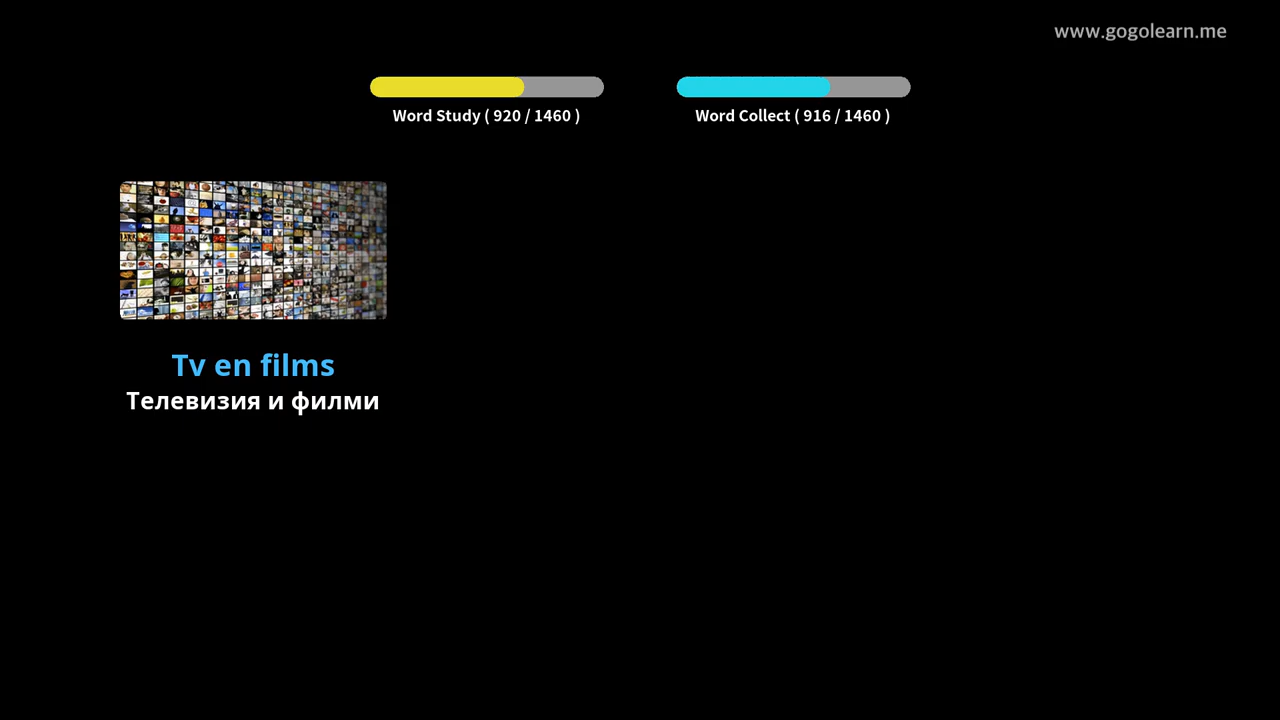 www.gogolearn.me
Word Study ( 920 / 1460 )
Word Collect ( 916 / 1460 )
Tv en films
Телевизия и филми